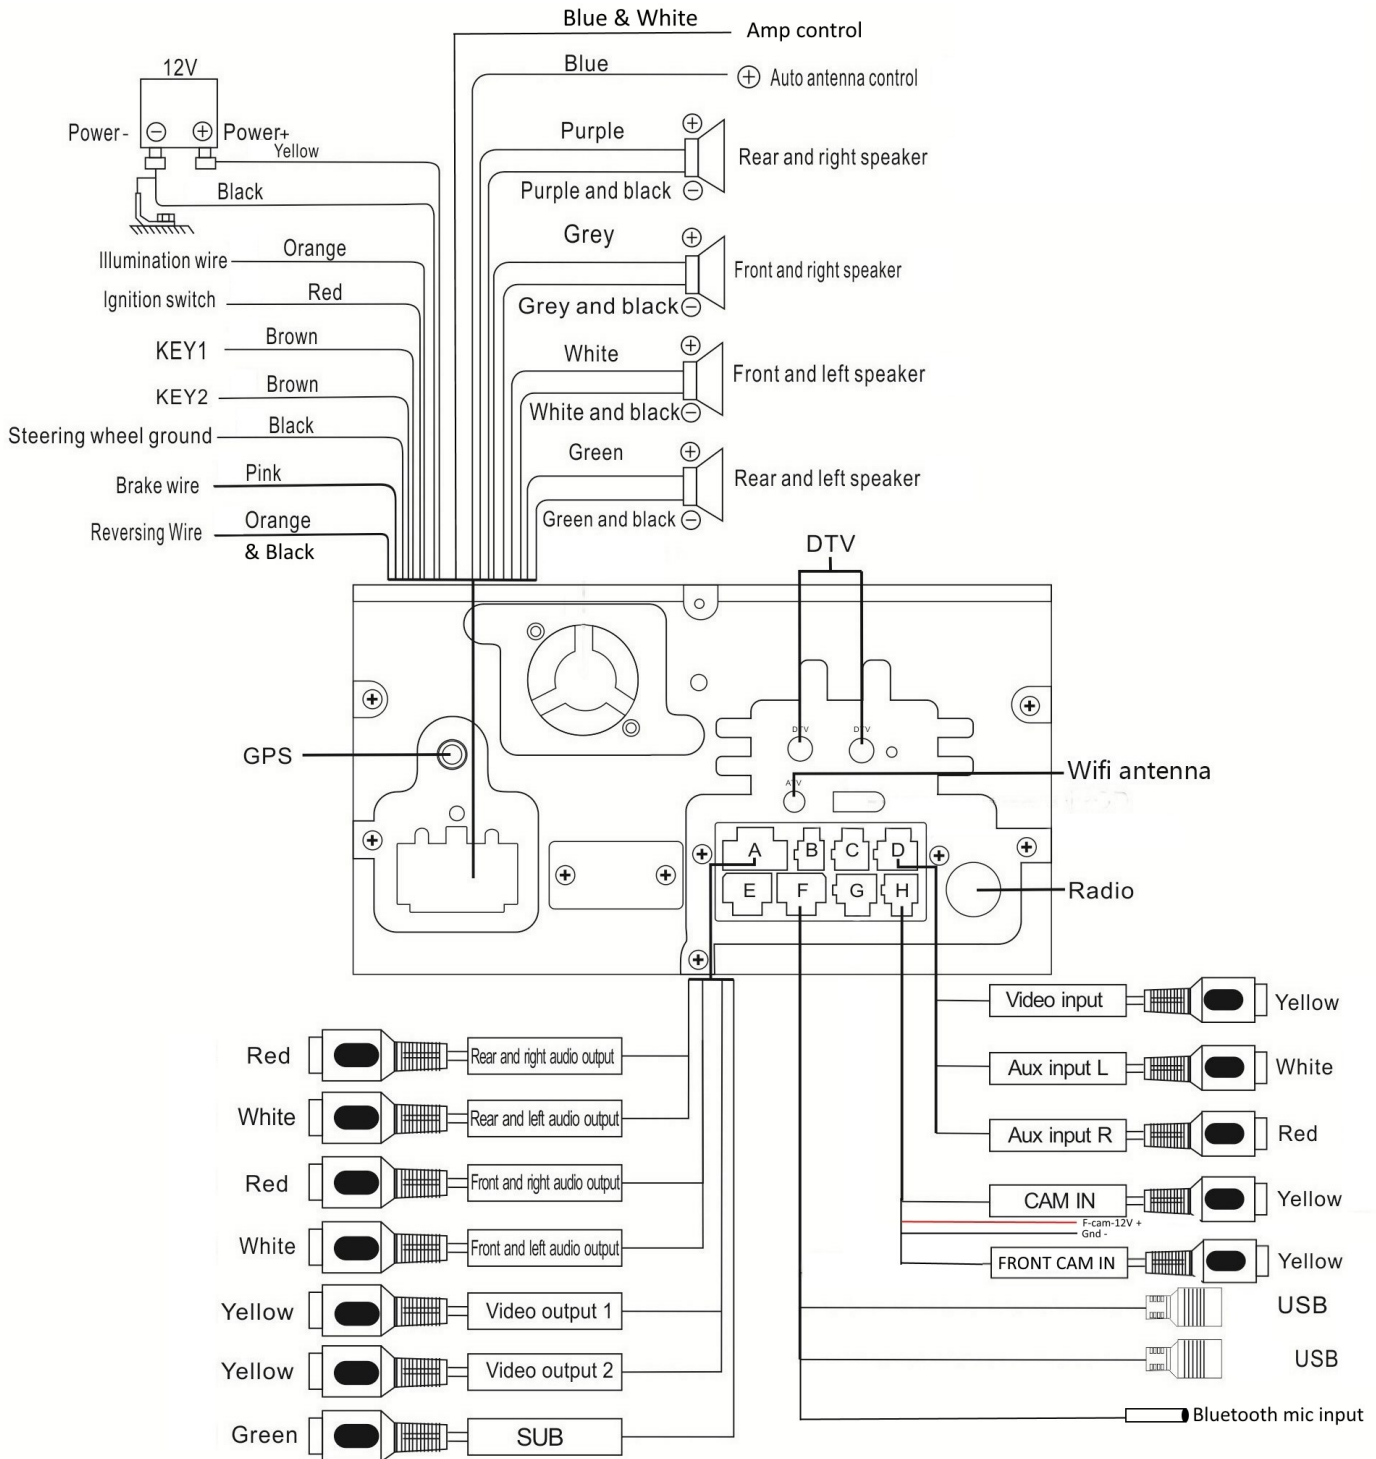 Blue & White
Amp control
Blue
Auto antenna control
12V
Power-
Power+
Yellow
Black
Purple
Rear and right speaker
Purple and black
Illumination wire
Orange
Ignition switch
Red
KEY1
Brown
KEY2
Brown
Steering wheel ground
Black
Brake wire
Pink
Reversing Wire
Orange
& Black
Grey
Front and right speaker
Grey and black
White
Front and left speaker
White and black
Green
Rear and left speaker
Green and black
DTV
DTV
DTV
GPS
Wifi antenna
ATV
A
B
C
D
E
F
G
H
Radio
Red
Rear and right audio output
White
Rear and left audio output
Red
Front and right audio output
White
Front and left audio output
Yellow
Video output 1
Yellow
Video output 2
Green
SUB
Video input
Yellow
Aux input L
White
Aux input R
Red
CAM IN
Yellow
F-cam-12V +
Gnd -
FRONT CAM IN
Yellow
USB
USB
Bluetooth mic input